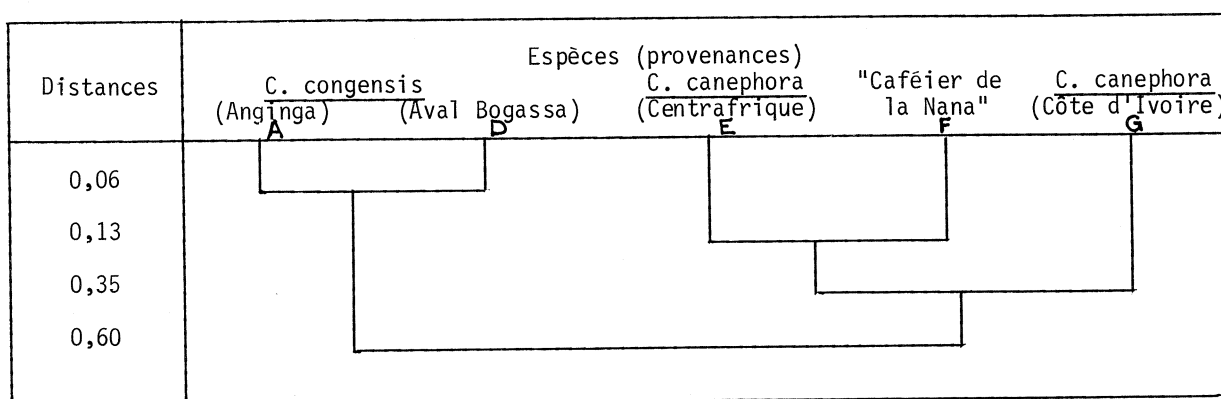 Espèces (provenances)
Distances C. congensis C. canephora "Caféier de C. canephora
(Anginga) (Aval Bogassa) (Centrafrique) la Nana" (Côte d'Ivoire)
A D E F G
0,06
0,13
0,35
0,60